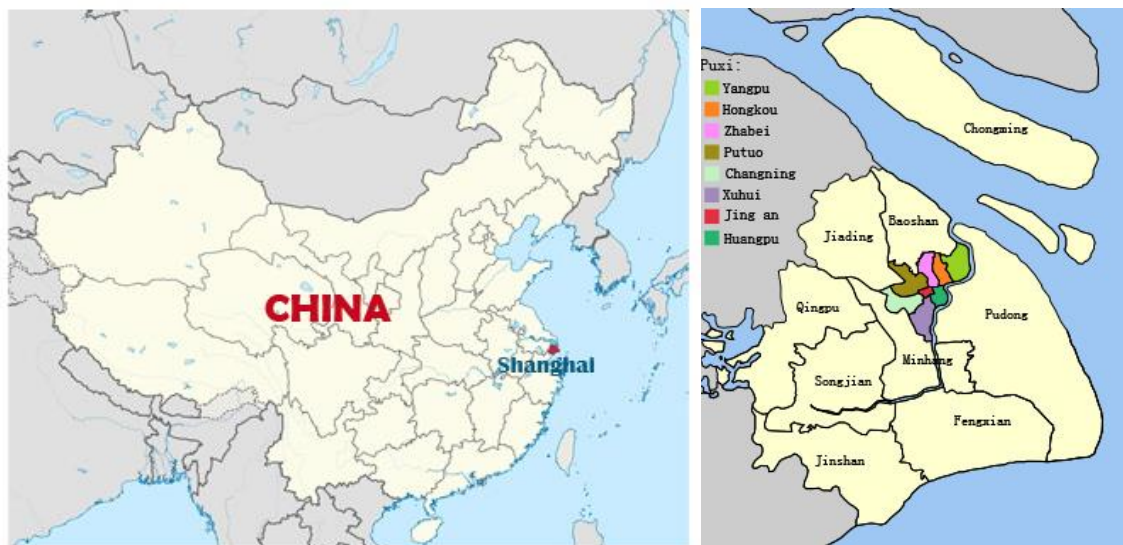 CHINA
Shanghai
Puxi:
Yangpu
Hongkou
Zhabei
Putuo
Changning
Xuhui
Jing an
Huangpu
Chongming
Baoshan
Jiading
Qingpu
Pudong
Minhang
Songjian
Fengxian
Jinshan